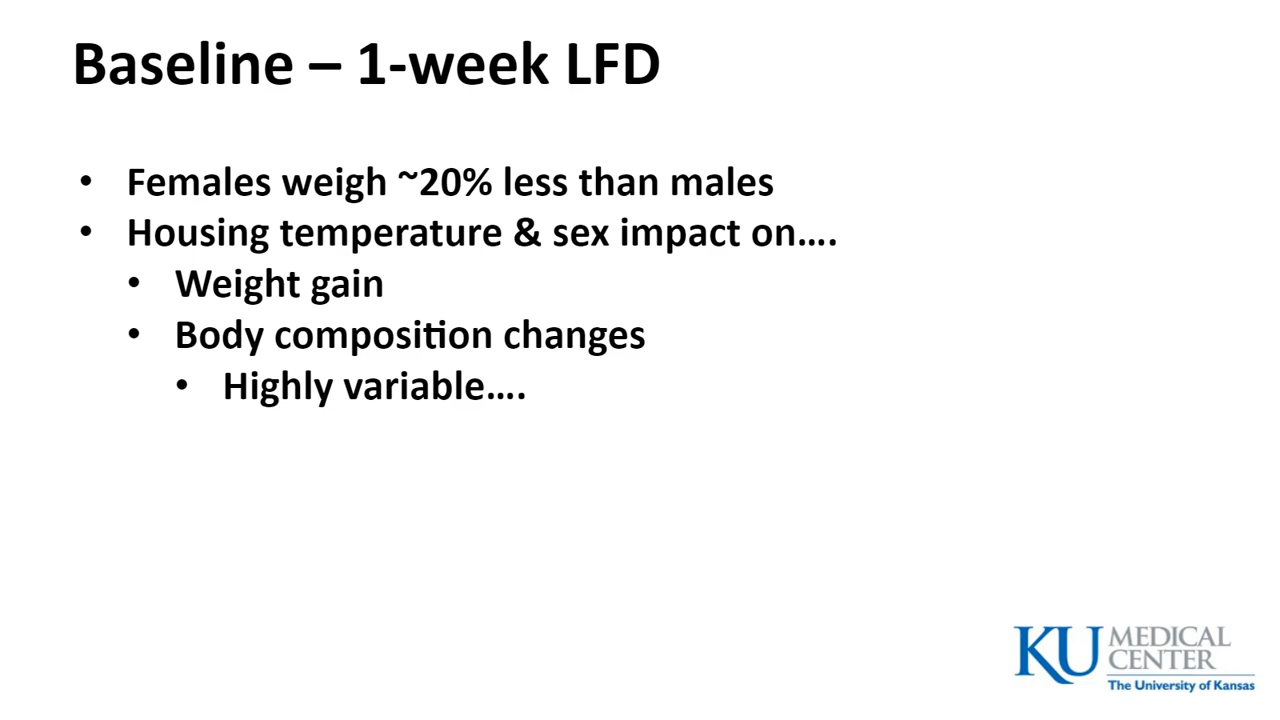 Baseline – 1-week LFD
• Females weigh ~20% less than males
• Housing temperature & sex impact on....
• Weight gain
• Body composition changes
• Highly variable....
KU MEDICAL CENTER
The University of Kansas